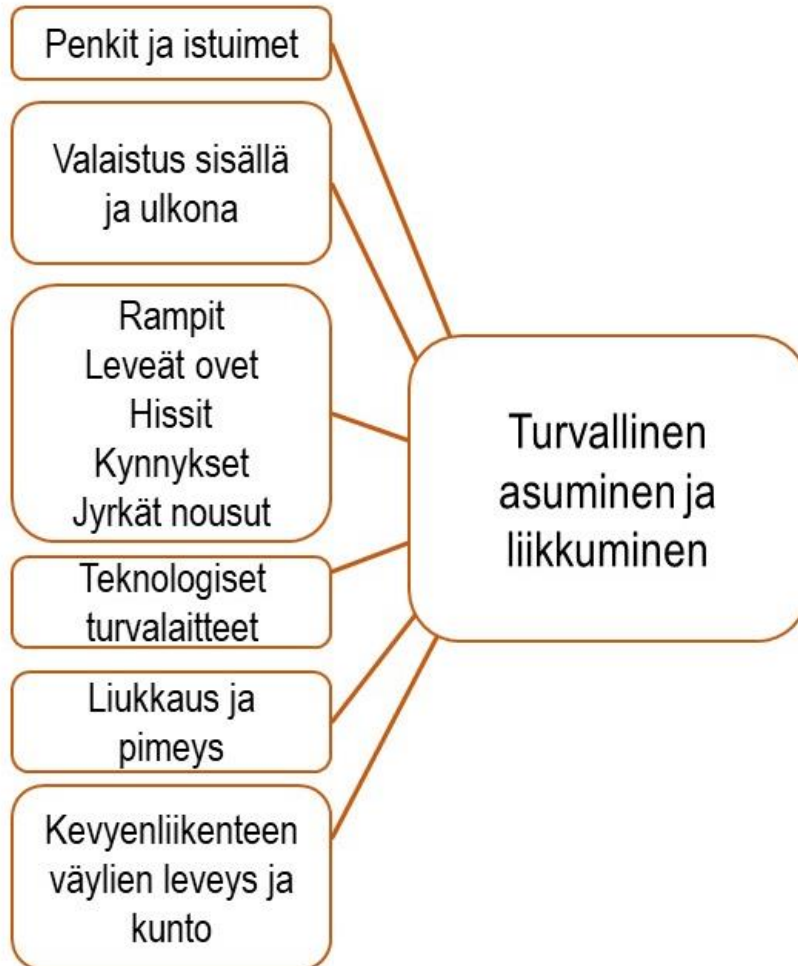 Penkit ja istuimet
Valaistus sisällä
ja ulkona
Rampit
Leveät ovet
Hissit
Kynnykset
Jyrkät nousut
Teknologiset
turvalaitteet
Liukkaus ja
pimeys
Kevyenliikenteen
väylien leveys ja
kunto
Turvallinen
asuminen ja
liikkuminen